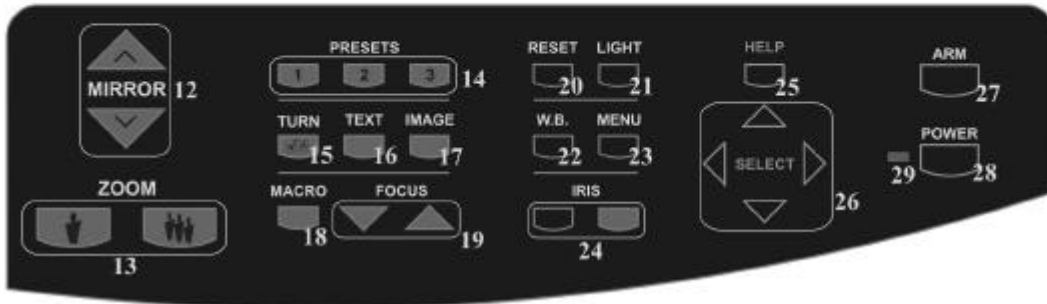 MIRROR 12
ZOOM
13
PRESETS
1 2 3 14
TURN TEXT IMAGE
15 16 17
MACRO FOCUS
18 19
RESET LIGHT
20 21
W.B. MENU
22 23
IRIS
24
HELP
25
SELECT
26
ARM
27
POWER
29 28